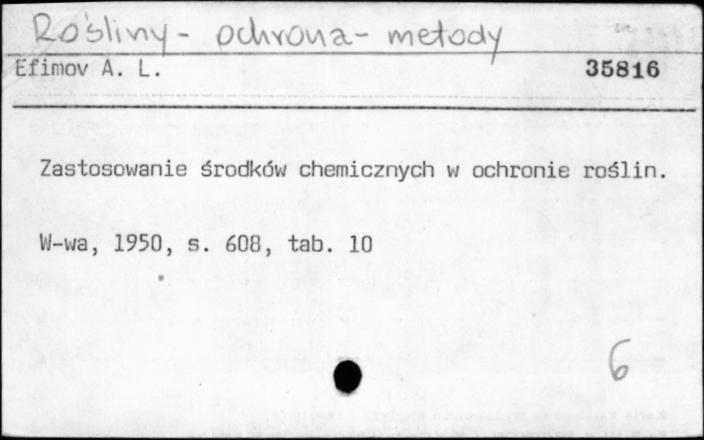 Rośliny - ochrona - metody
Efimov A. L. 35816
Zastosowanie środków chemicznych w ochronie roślin.
W-wa, 1950, s. 608, tab. 10
6